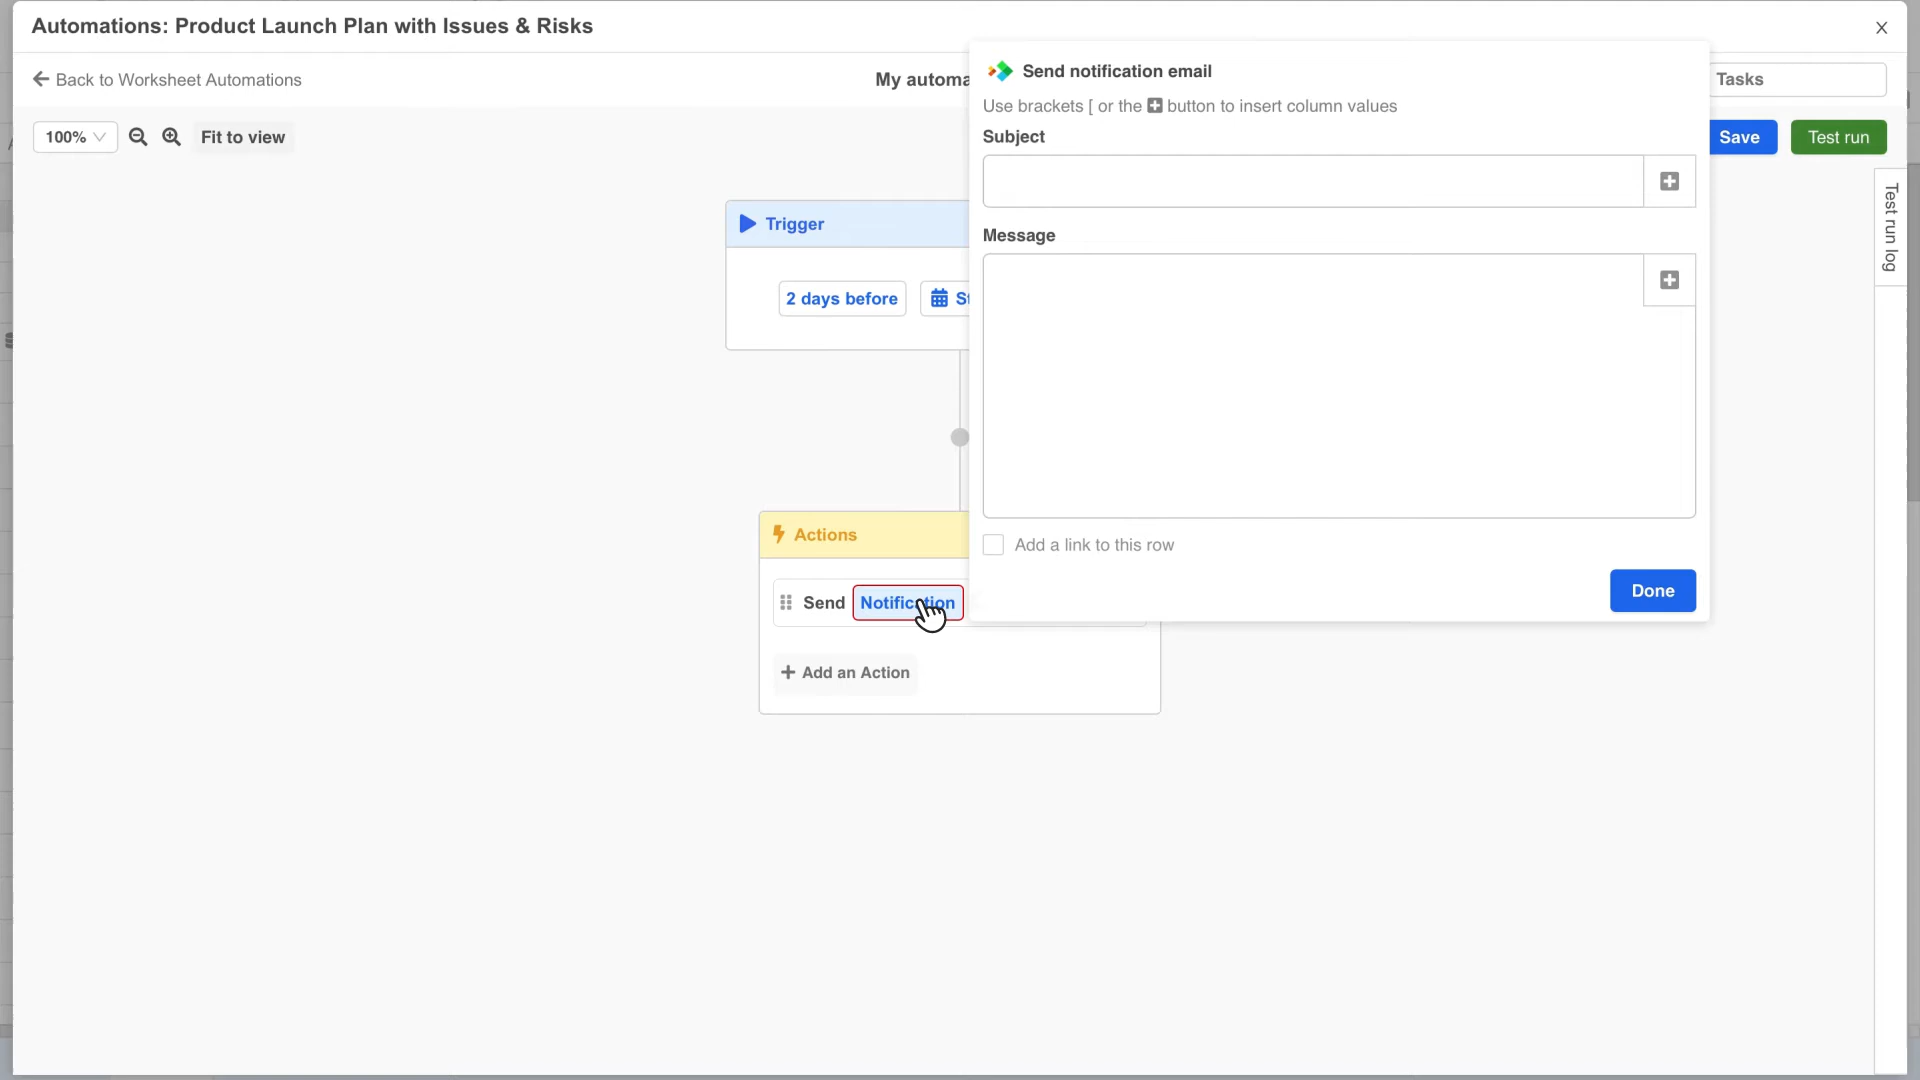 Automations: Product Launch Plan with Issues & Risks
Back to Worksheet Automations
My automa
Tasks
100%
Fit to view
Save
Test run
Send notification email
Use brackets [ or the + button to insert column values
Subject
Message
Add a link to this row
Done
Trigger
2 days before
St
Actions
Send Notification
+ Add an Action
Test run log